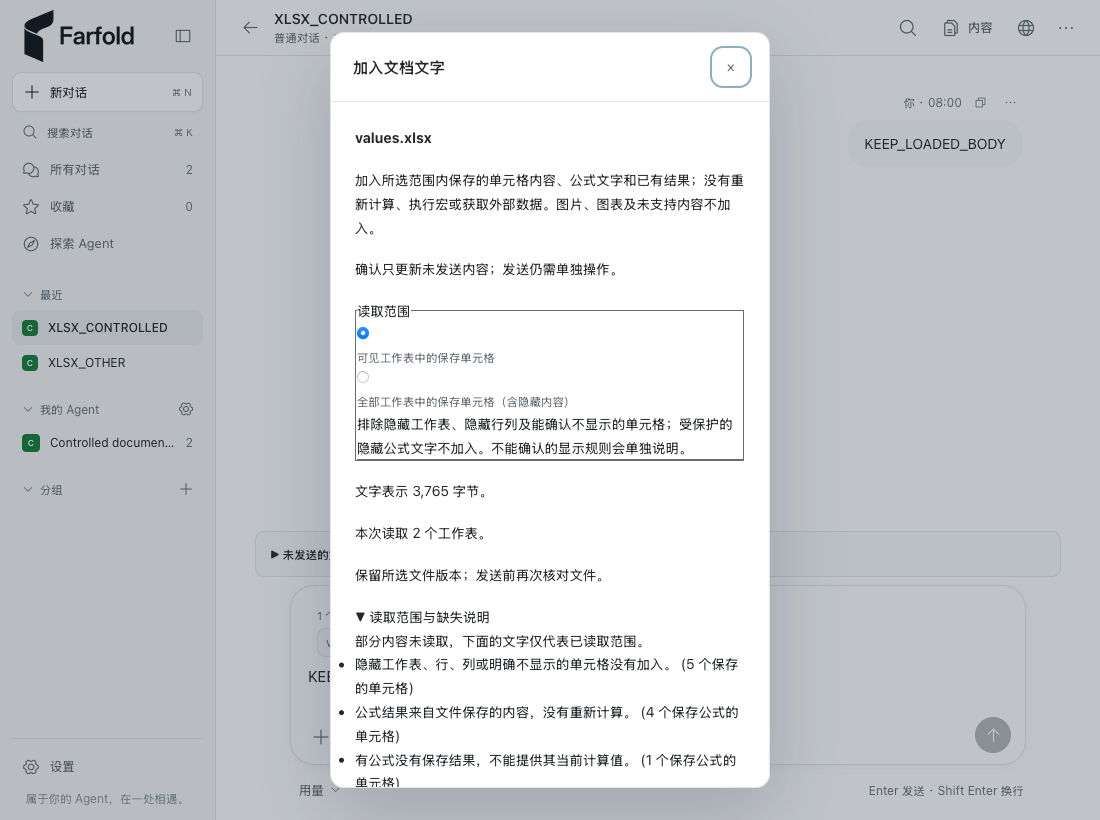 Farfold
新对话 ⌘ N
搜索对话 ⌘ K
所有对话 2
收藏 0
探索 Agent
最近
C XLSX_CONTROLLED
C XLSX_OTHER
我的 Agent
C Controlled documen... 2
分组
设置
属于你的 Agent，在一处相遇。
XLSX_CONTROLLED
普通对话 ·
内容
你 · 08:00
KEEP_LOADED_BODY
未发送的
1
KEE
用量
Enter 发送 · Shift Enter 换行
加入文档文字
values.xlsx
加入所选范围内保存的单元格内容、公式文字和已有结果；没有重
新计算、执行宏或获取外部数据。图片、图表及未支持内容不加
入。
确认只更新未发送内容；发送仍需单独操作。
读取范围
可见工作表中的保存单元格
全部工作表中的保存单元格（含隐藏内容）
排除隐藏工作表、隐藏行列及能确认不显示的单元格；受保护的
隐藏公式文字不加入。不能确认的显示规则会单独说明。
文字表示 3,765 字节。
本次读取 2 个工作表。
保留所选文件版本；发送前再次核对文件。
▼ 读取范围与缺失说明
部分内容未读取，下面的文字仅代表已读取范围。
• 隐藏工作表、行、列或明确不显示的单元格没有加入。 (5 个保存
的单元格)
• 公式结果来自文件保存的内容，没有重新计算。 (4 个保存公式的
单元格)
• 有公式没有保存结果，不能提供其当前计算值。 (1 个保存公式的
单元格)